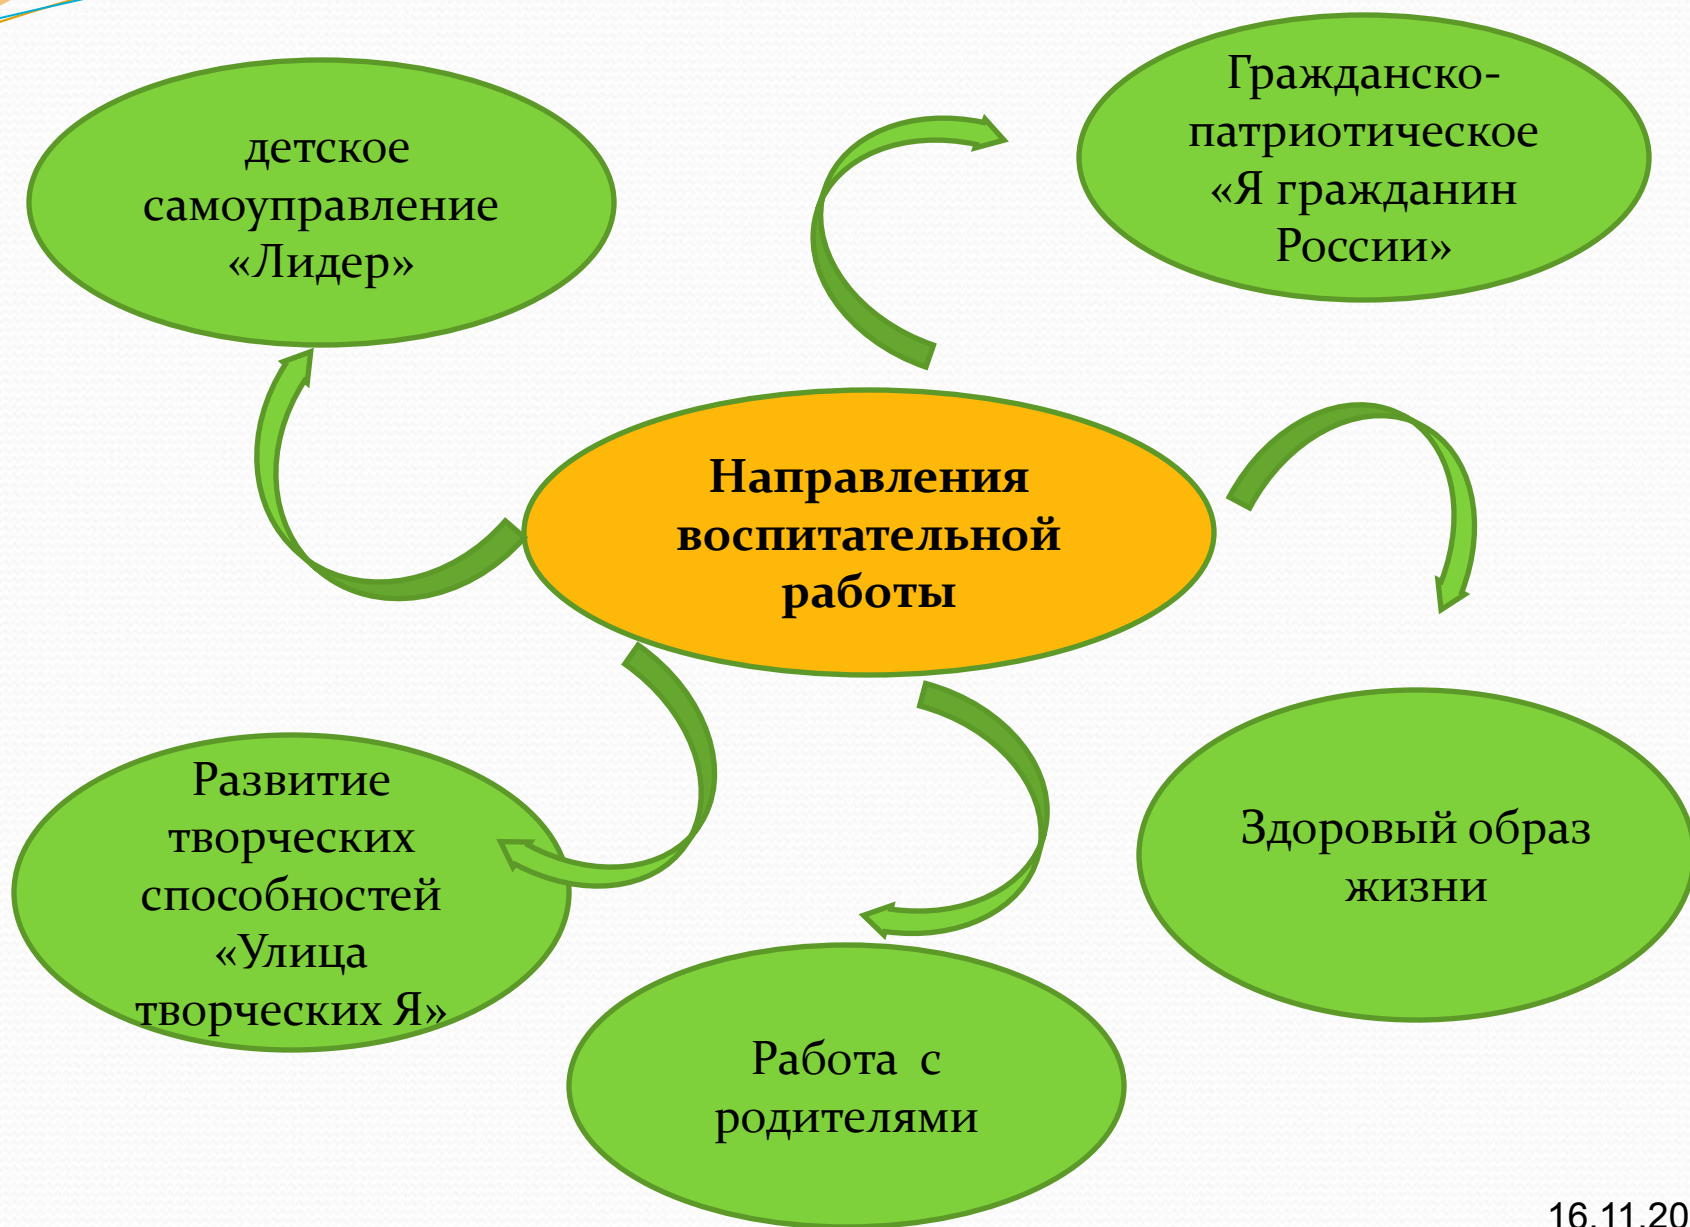 детское
самоуправление
«Лидер»
Гражданско-
патриотическое
«Я гражданин
России»
Направления
воспитательной
работы
Развитие
творческих
способностей
«Улица
творческих Я»
Здоровый образ
жизни
Работа с
родителями
16.11.20